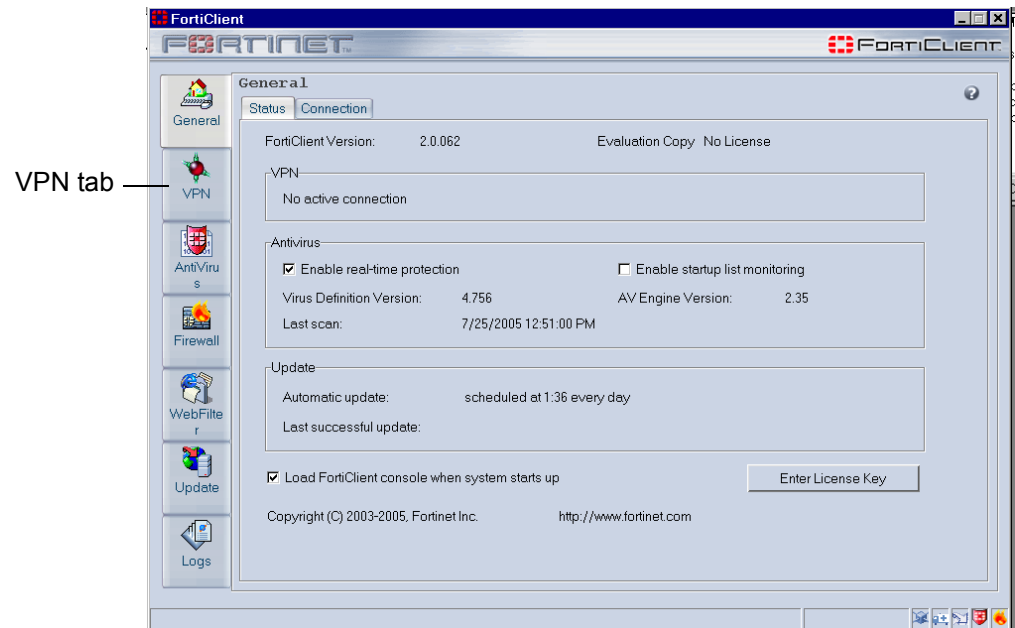 FortiClient
FORTINET
FORTICLIENT
General
Status Connection
General
VPN tab
VPN
AntiViru
s
Firewall
WebFilte
r
Update
Logs
FortiClient Version: 2.0.062 Evaluation Copy No License
VPN
No active connection
Antivirus
Enable real-time protection Enable startup list monitoring
Virus Definition Version: 4.756 AV Engine Version: 2.35
Last scan: 7/25/2005 12:51:00 PM
Update
Automatic update: scheduled at 1:36 every day
Last successful update:
Load FortiClient console when system starts up Enter License Key
Copyright (C) 2003-2005, Fortinet Inc. http://www.fortinet.com